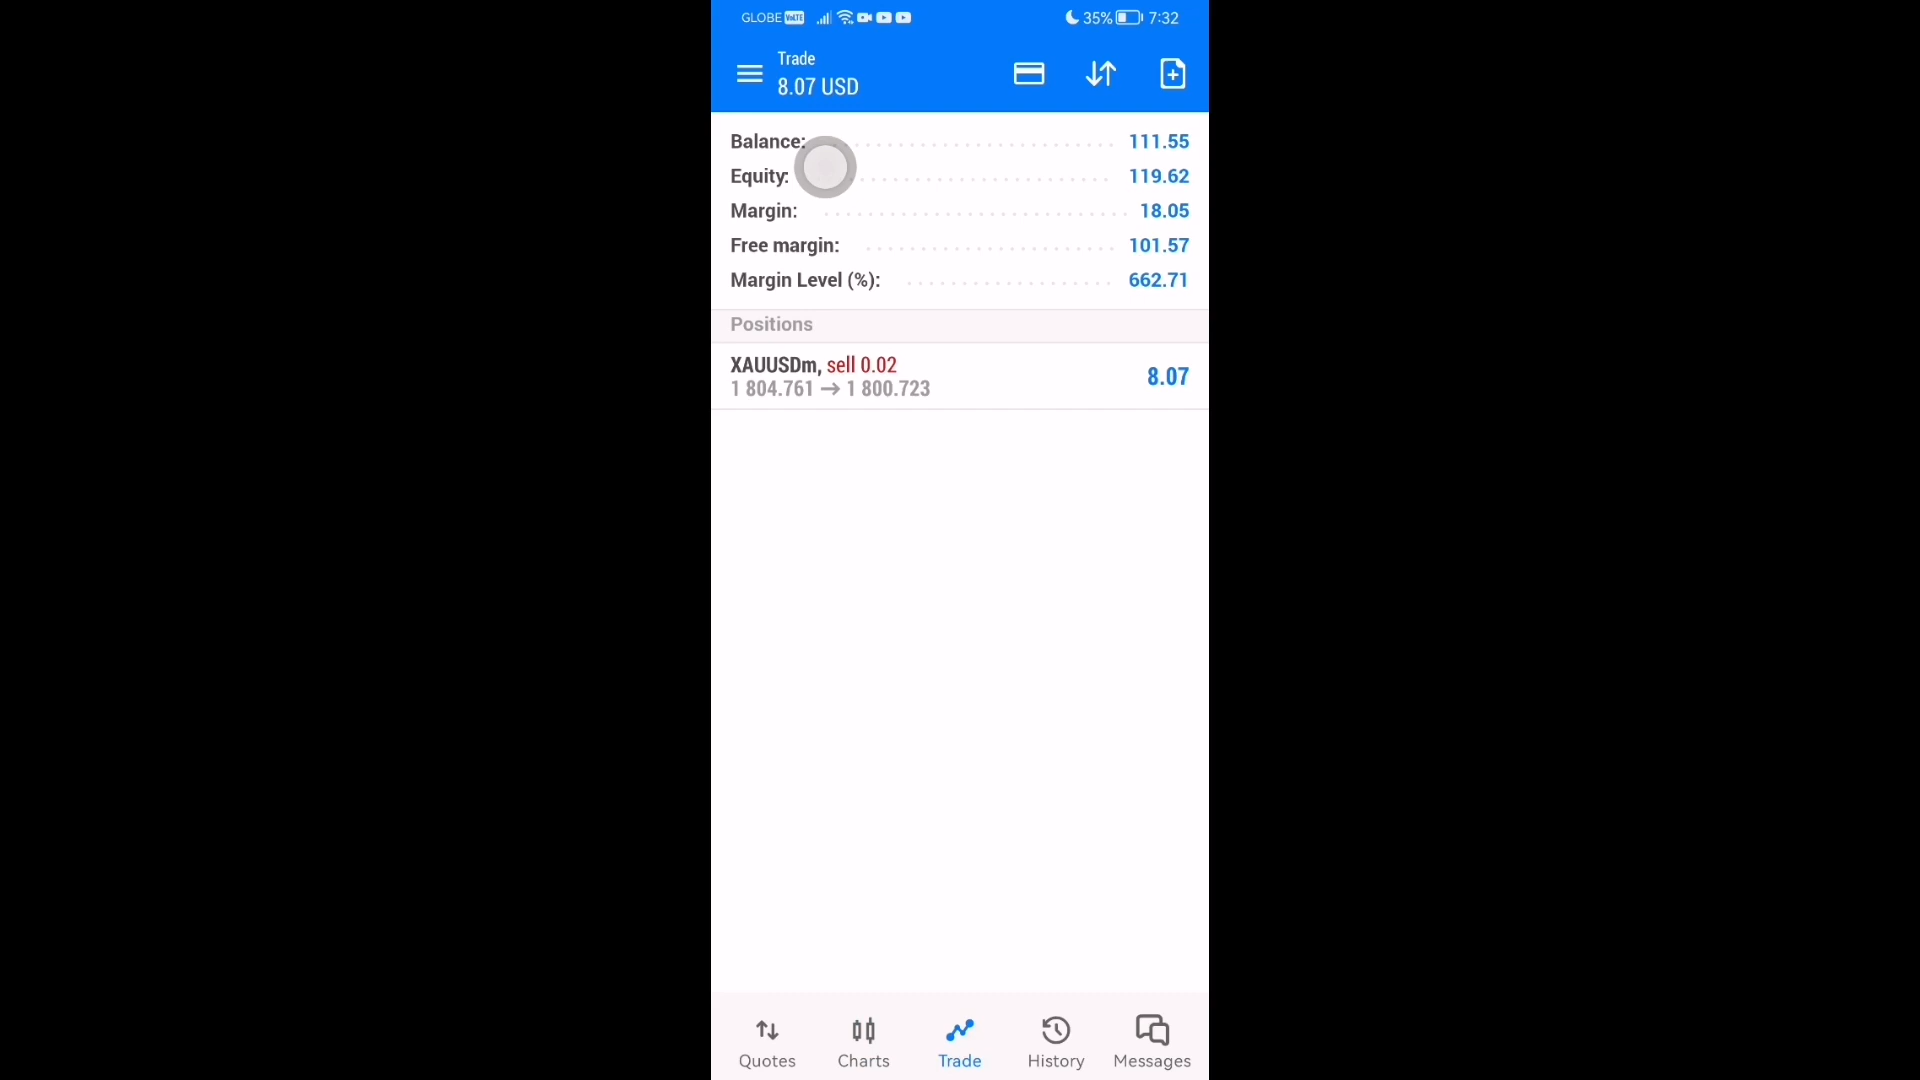 GLOBE VoLTE 35% 7:32
Trade
8.07 USD
Balance: 111.55
Equity: 119.62
Margin: 18.05
Free margin: 101.57
Margin Level (%): 662.71
Positions
XAUUSDm, sell 0.02
1 804.761 → 1 800.723
8.07
Quotes Charts Trade History Messages